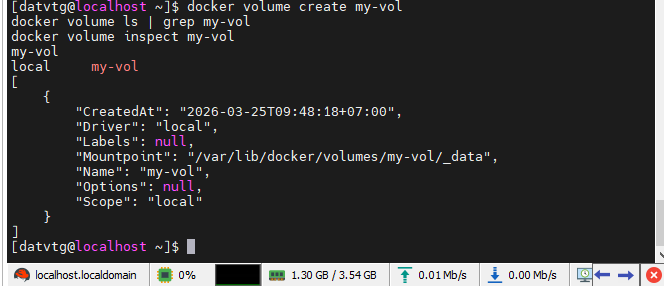 [datvtg@localhost ~]$ docker volume create my-vol
docker volume ls | grep my-vol
docker volume inspect my-vol
my-vol
local     my-vol
[
    {
        "CreatedAt": "2026-03-25T09:48:18+07:00",
        "Driver": "local",
        "Labels": null,
        "Mountpoint": "/var/lib/docker/volumes/my-vol/_data",
        "Name": "my-vol",
        "Options": null,
        "Scope": "local"
    }
]
[datvtg@localhost ~]$
localhost.localdomain 0% 1.30 GB / 3.54 GB 0.01 Mb/s 0.00 Mb/s